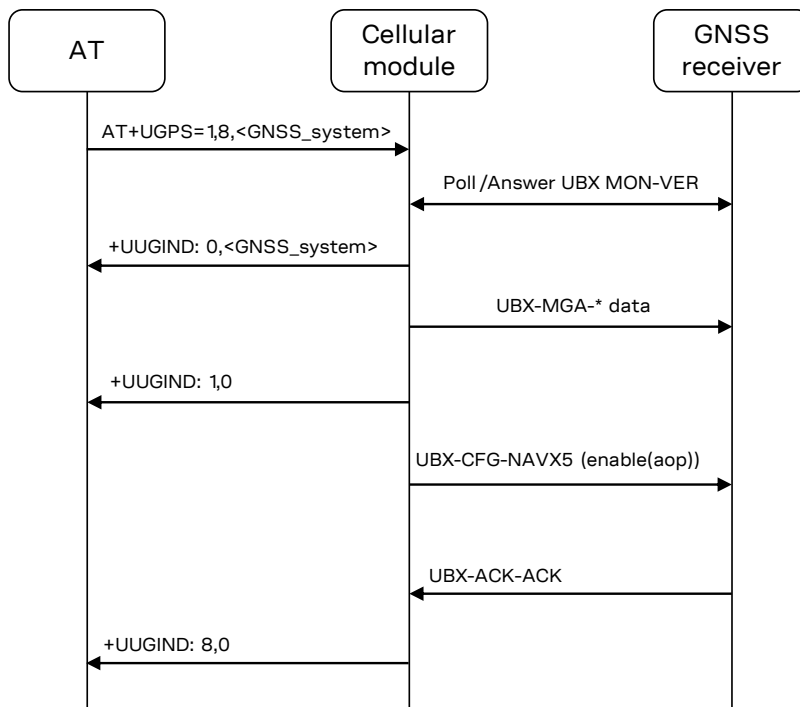 AT
Cellular
module
GNSS
receiver
AT+UGPS=1,8,<GNSS_system>
Poll/Answer UBX MON-VER
+UUGIND: 0,<GNSS_system>
UBX-MGA-* data
+UUGIND: 1,0
UBX-CFG-NAVX5 (enable(aop))
UBX-ACK-ACK
+UUGIND: 8,0